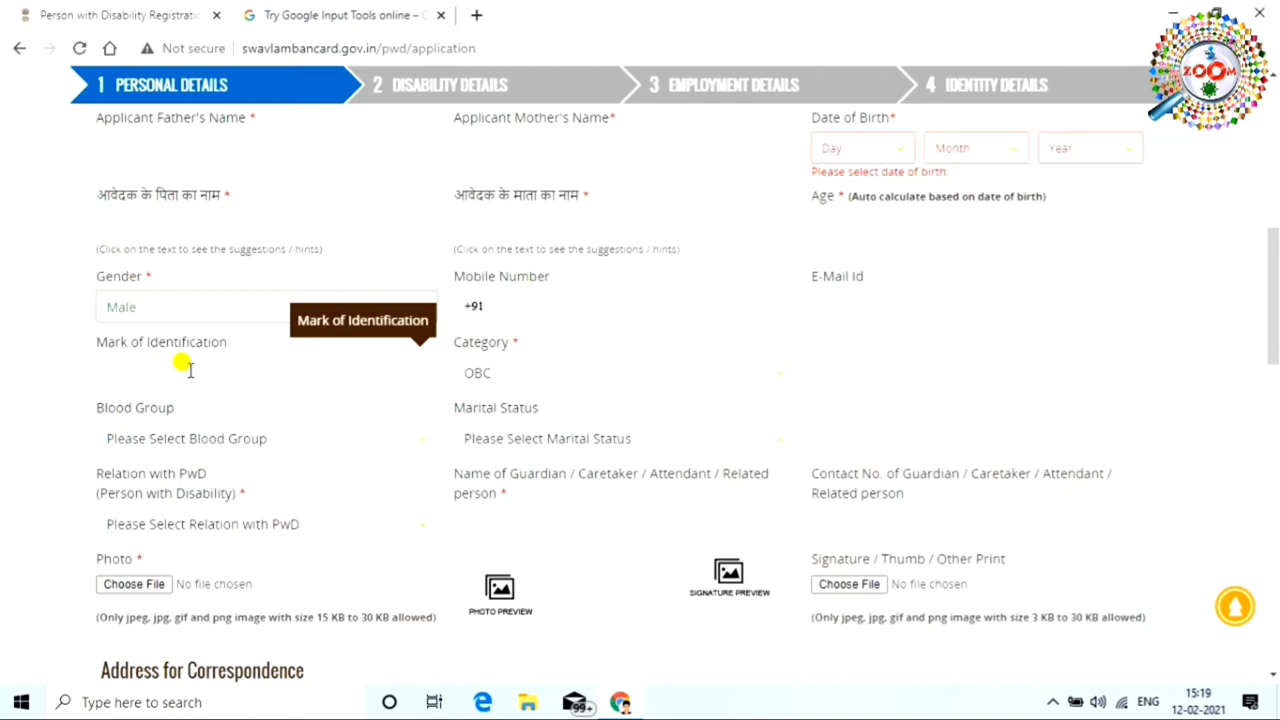 Person with Disability Registratio
Try Google Input Tools online – G
Not secure
swavlambancard.gov.in/pwd/application
ZOOM
1 PERSONAL DETAILS
2 DISABILITY DETAILS
3 EMPLOYMENT DETAILS
4 IDENTITY DETAILS
Applicant Father's Name *
Applicant Mother's Name*
Date of Birth*
Day
Month
Year
Please select date of birth.
आवेदक के पिता का नाम *
आवेदक के माता का नाम *
Age * (Auto calculate based on date of birth)
(Click on the text to see the suggestions / hints)
(Click on the text to see the suggestions / hints)
Gender *
Mobile Number
E-Mail Id
Male
+91
Mark of Identification
Mark of Identification
Category *
OBC
Blood Group
Marital Status
Please Select Blood Group
Please Select Marital Status
Relation with PwD
(Person with Disability) *
Name of Guardian / Caretaker / Attendant / Related
person *
Contact No. of Guardian / Caretaker / Attendant /
Related person
Please Select Relation with PwD
Photo *
Choose File No file chosen
PHOTO PREVIEW
SIGNATURE PREVIEW
Signature / Thumb / Other Print
Choose File No file chosen
(Only jpeg, jpg, gif and png image with size 15 KB to 30 KB allowed)
(Only jpeg, jpg, gif and png image with size 3 KB to 30 KB allowed)
Address for Correspondence
Type here to search
99+
ENG
15:19
12-02-2021